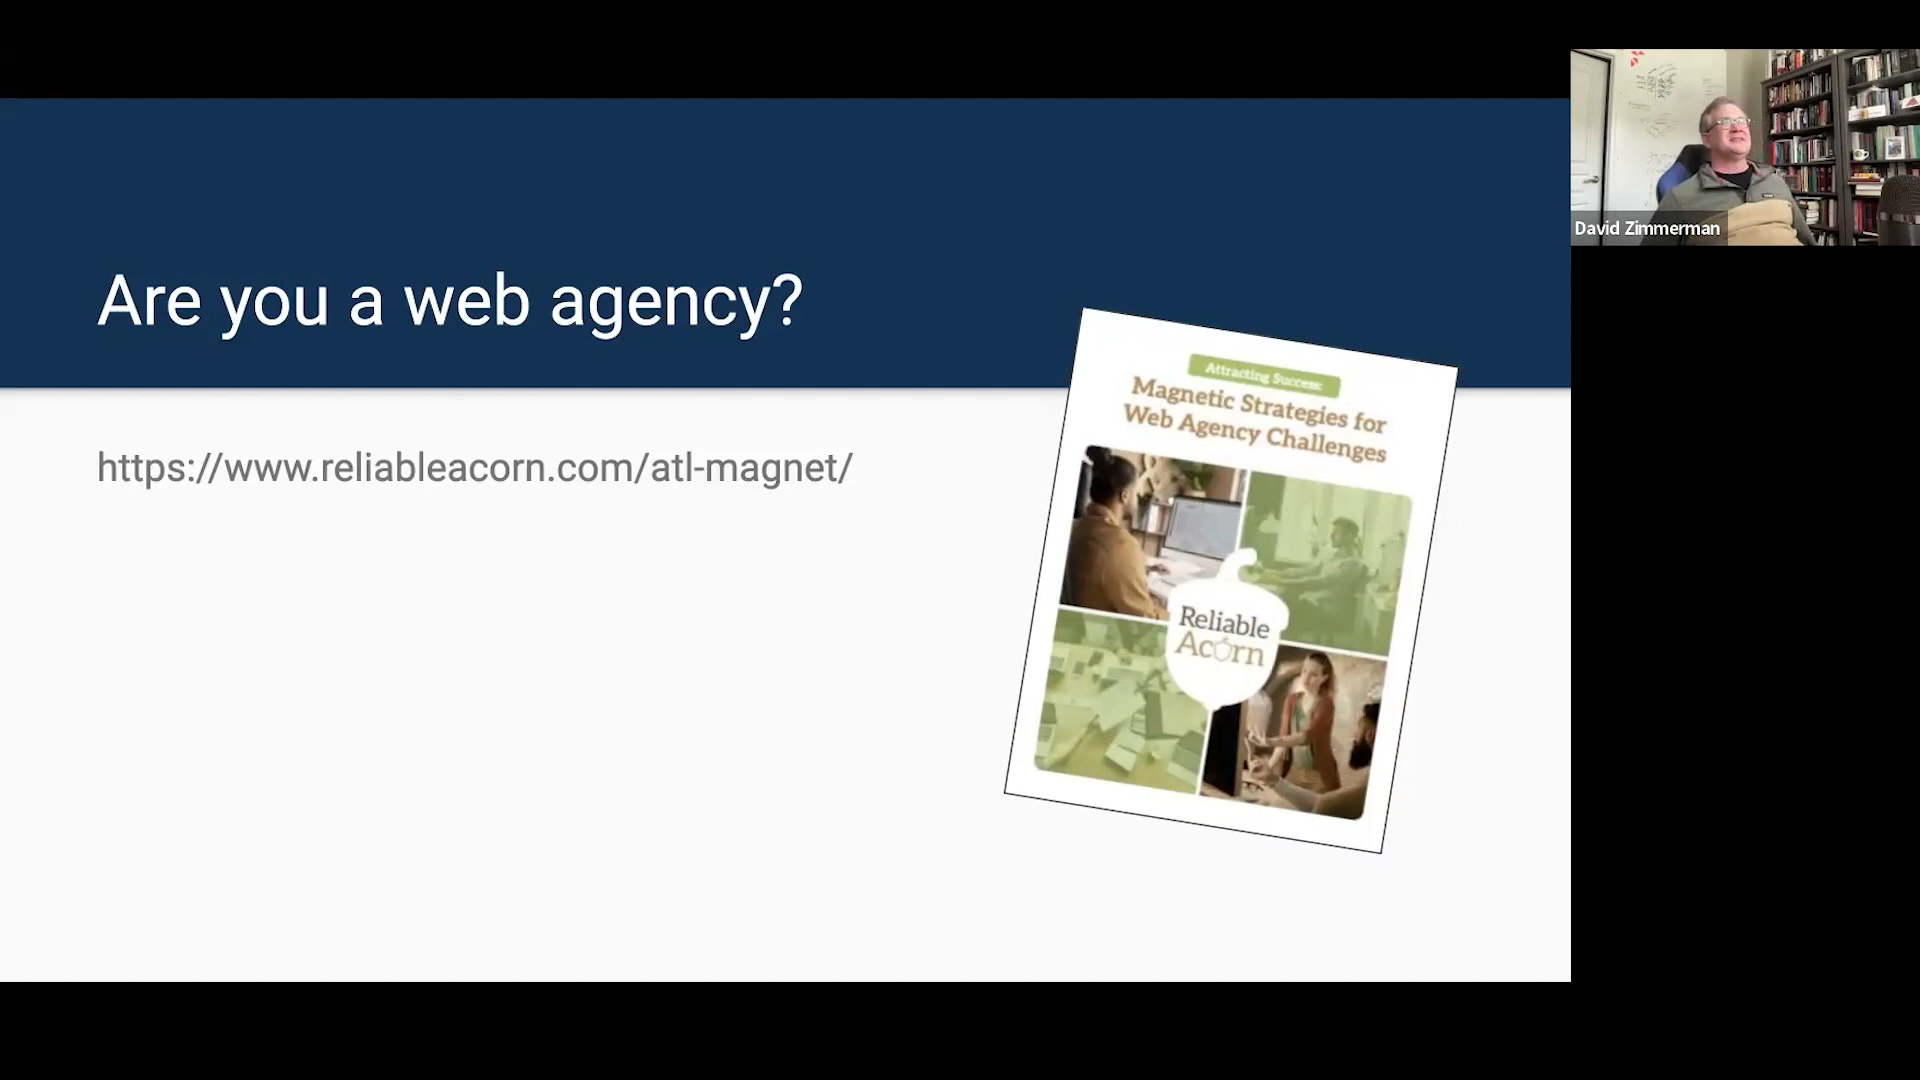 Are you a web agency?
https://www.reliableacorn.com/atl-magnet/
Attracting Success:
Magnetic Strategies for
Web Agency Challenges
Reliable
Acorn
David Zimmerman